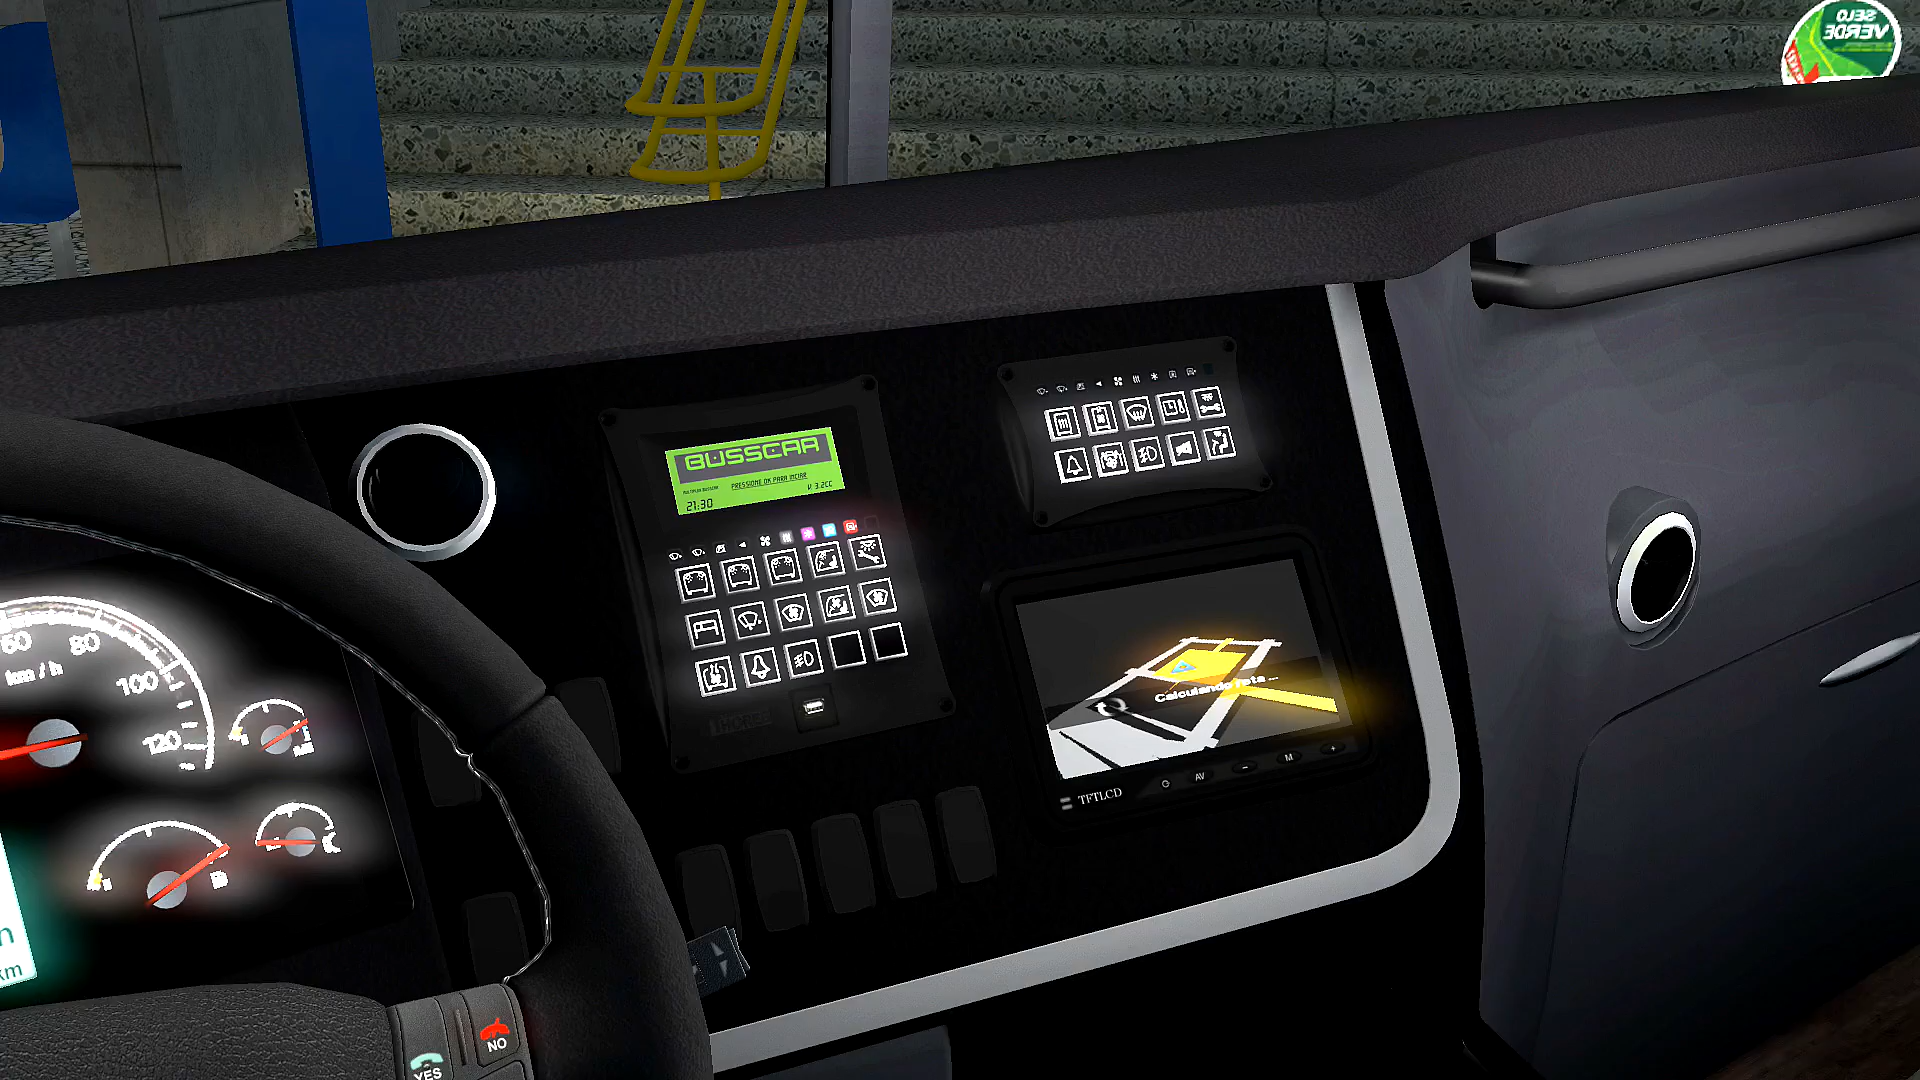 SELO
VERDE
BUSSCAR
PRESSIONE OK PARA INICIAR
21:30
V. 3.2CC
Calculando rota ...
TFTLCD
AV
-
M
+
60
80
100
120
km / h
km
NO
YES